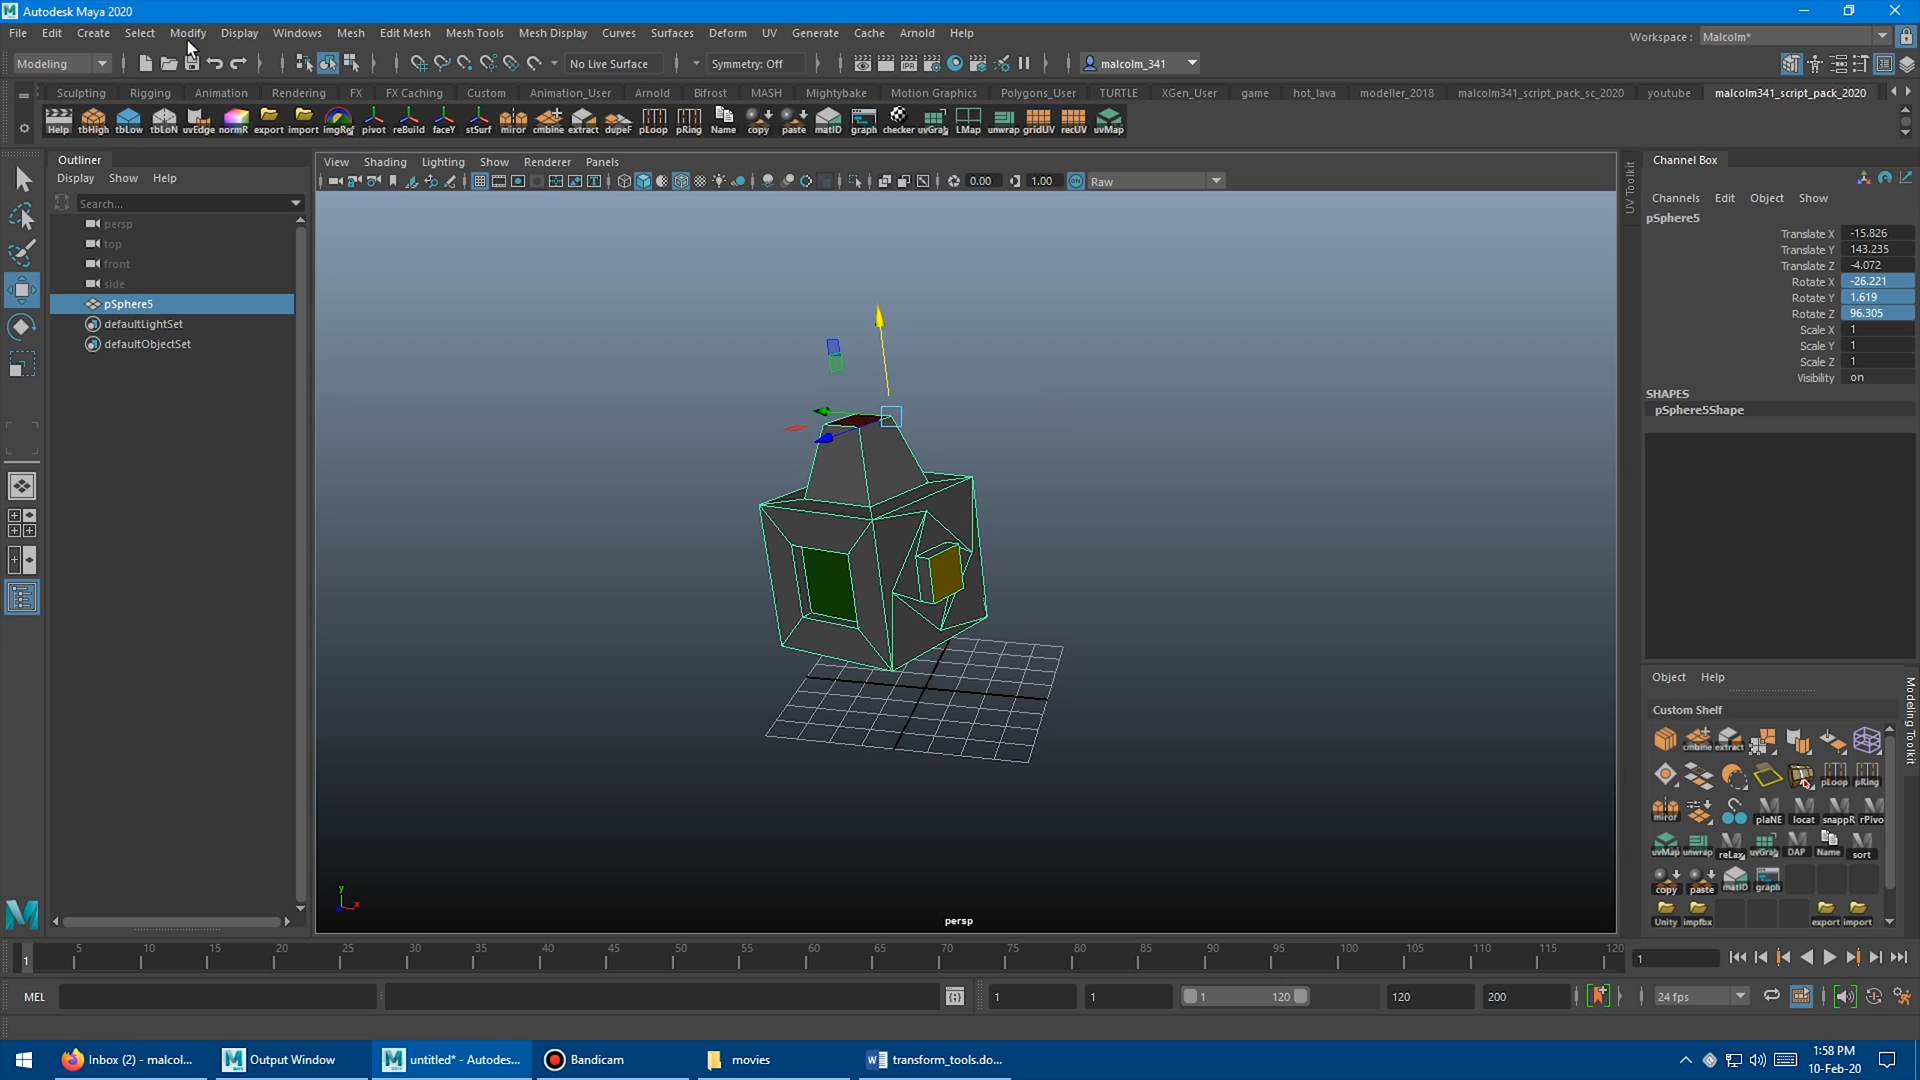 Autodesk Maya 2020
File Edit Create Select Modify Display Windows Mesh Edit Mesh Mesh Tools Mesh Display Curves Surfaces Deform UV Generate Cache Arnold Help
Workspace : Malcolm*
Modeling No Live Surface Symmetry: Off malcolm_341
Sculpting Rigging Animation Rendering FX FX Caching Custom Animation_User Arnold Bifrost MASH Mightybake Motion Graphics Polygons_User TURTLE XGen_User game hot_lava modeller_2018 malcolm341_script_pack_sc_2020 youtube malcolm341_script_pack_2020
Help tbHigh tbLow tbLoN uvEdge normR export import imgRef pivot reBuild faceY stSurf miror cmbine extract dupeF pLoop pRing Name copy paste matID graph checker uvGrab LMap unwrap gridUV recUV uvMap
Outliner
Display Show Help
Search...
persp
top
front
side
pSphere5
defaultLightSet
defaultObjectSet
View Shading Lighting Show Renderer Panels
0.00 1.00 Raw
y
x
persp
UV Toolkit
Channel Box
Channels Edit Object Show
pSphere5
Translate X -15.826
Translate Y 143.235
Translate Z -4.072
Rotate X -26.221
Rotate Y 1.619
Rotate Z 96.305
Scale X 1
Scale Y 1
Scale Z 1
Visibility on
SHAPES
pSphere5Shape
Object Help
Custom Shelf
cmbine extract
pLoop pRing
miror plaNE locat snappR rPivo
uvMap unwrap reLax uvGrab DAP Name sort
copy paste matID graph
Unity impfbx export import
Modeling Toolkit
1 5 10 15 20 25 30 35 40 45 50 55 60 65 70 75 80 85 90 95 100 105 110 115 120
1
MEL 1 1 1 120 120 200 24 fps
Inbox (2) - malcol... Output Window untitled* - Autodes... Bandicam movies transform_tools.do...
1:58 PM
10-Feb-20